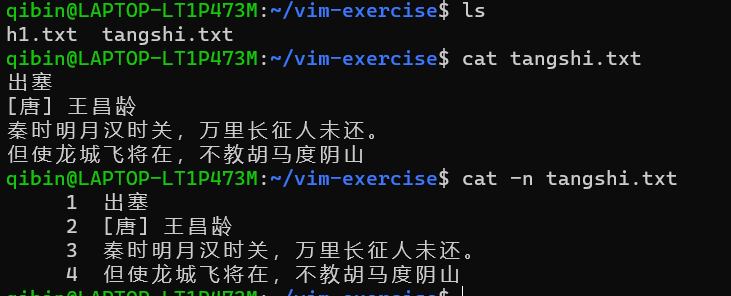 qibin@LAPTOP-LT1P473M:~/vim-exercise$ ls
h1.txt  tangshi.txt
qibin@LAPTOP-LT1P473M:~/vim-exercise$ cat tangshi.txt
出塞
[唐] 王昌龄
秦时明月汉时关，万里长征人未还。
但使龙城飞将在，不教胡马度阴山
qibin@LAPTOP-LT1P473M:~/vim-exercise$ cat -n tangshi.txt
     1  出塞
     2  [唐] 王昌龄
     3  秦时明月汉时关，万里长征人未还。
     4  但使龙城飞将在，不教胡马度阴山
qibin@LAPTOP-LT1P473M:~/vim-exercise$